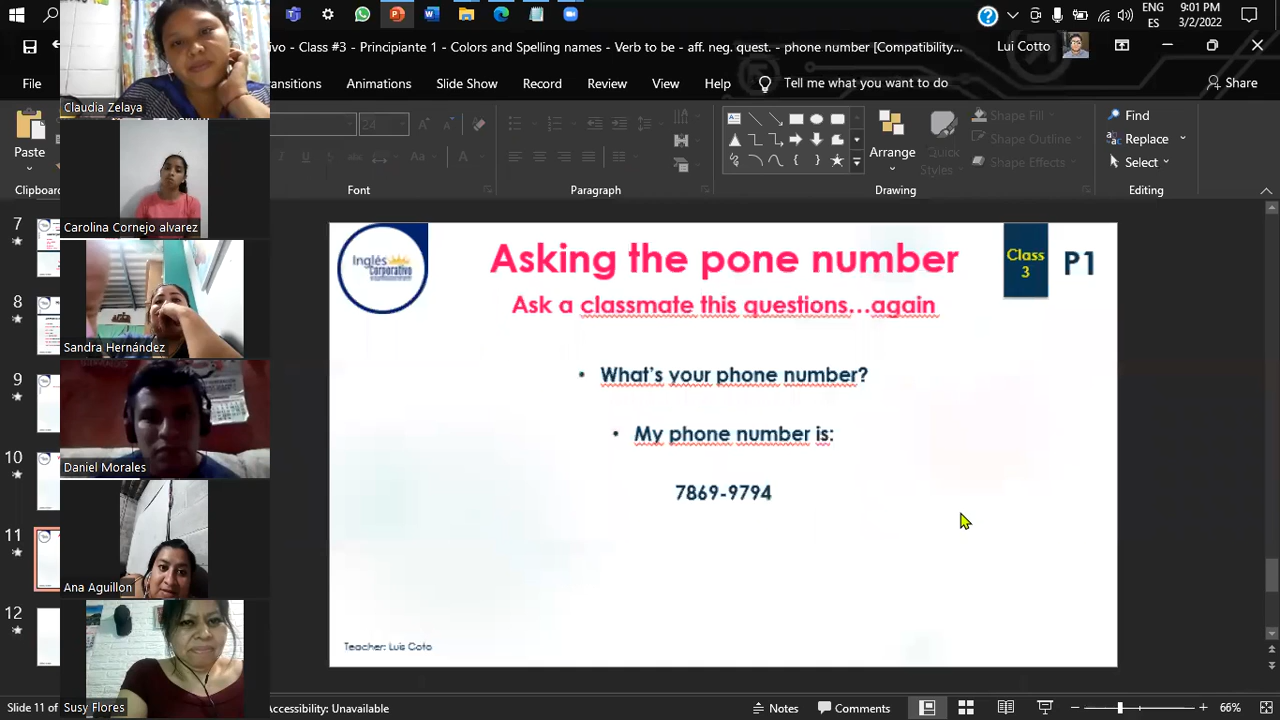 ENG
ES
9:01 PM
3/2/2022
ivo - Class 3 - Principiante 1 - Colors and Spelling names - Verb to be - aff. neg. quest - phone number [Compatibility...
Lui Cotto
File
nsitions
Animations
Slide Show
Record
Review
View
Help
Tell me what you want to do
Share
Paste
Clipboard
24
Aa
Font
Paragraph
Arrange
Quick
Styles
Shape Fill
Shape Outline
Shape Effects
Drawing
Find
Replace
Select
Editing
Claudia Zelaya
Carolina Cornejo alvarez
Sandra Hernández
Daniel Morales
Ana Aguillon
Susy Flores
7
8
9
10
11
12
Inglés
Corporativo
Asking the pone number
Class
3
P1
Ask a classmate this questions...again
• What's your phone number?
• My phone number is:
7869-9794
Teacher: Luis Coto
Slide 11 of
Accessibility: Unavailable
Notes
Comments
66%